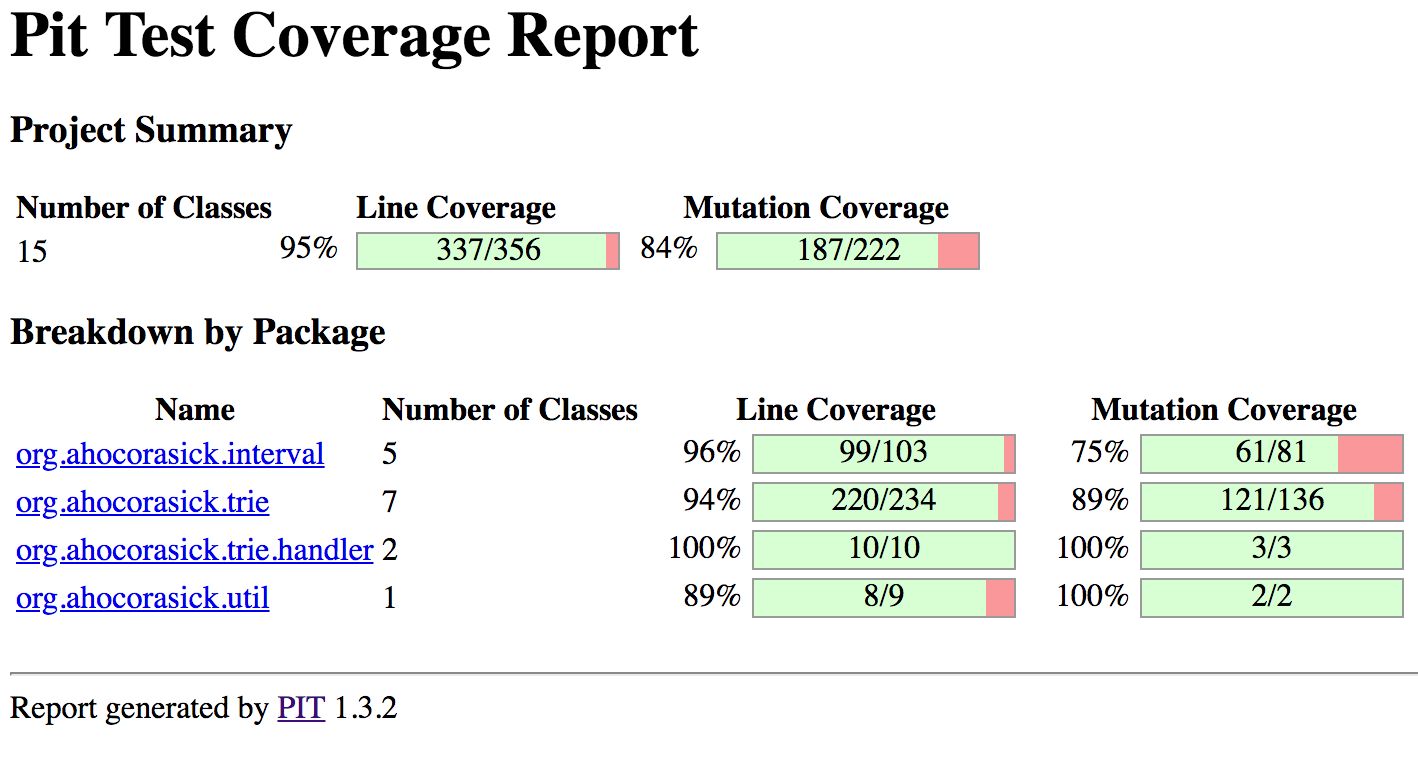 Pit Test Coverage Report
Project Summary
Number of Classes Line Coverage Mutation Coverage
15 95% 337/356 84% 187/222
Breakdown by Package
Name Number of Classes Line Coverage Mutation Coverage
org.ahocorasick.interval 5 96% 99/103 75% 61/81
org.ahocorasick.trie 7 94% 220/234 89% 121/136
org.ahocorasick.trie.handler 2 100% 10/10 100% 3/3
org.ahocorasick.util 1 89% 8/9 100% 2/2
Report generated by PIT 1.3.2